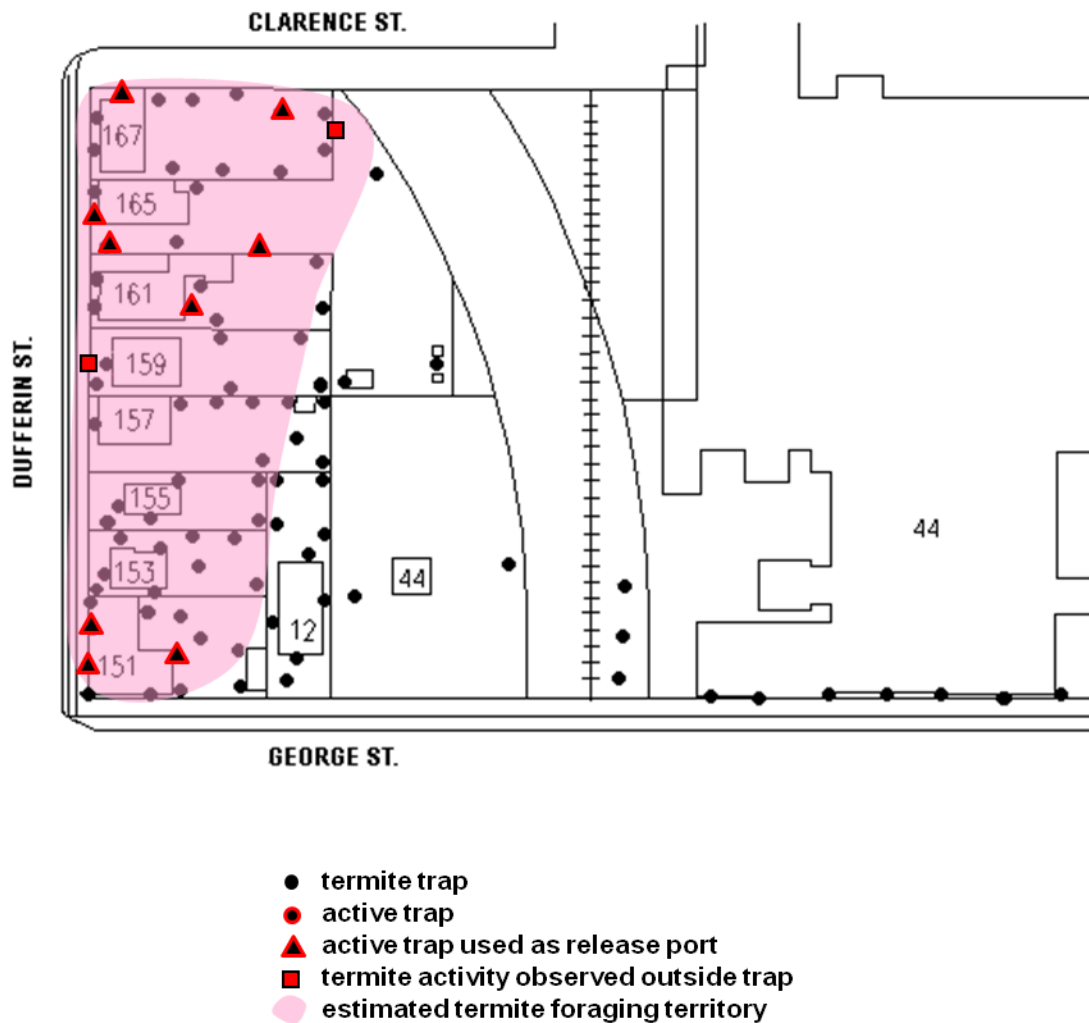 CLARENCE ST.
167
165
161
159
157
155
153
151
12
44
44
DUFFERIN ST.
GEORGE ST.
termite trap
active trap
active trap used as release port
termite activity observed outside trap
estimated termite foraging territory